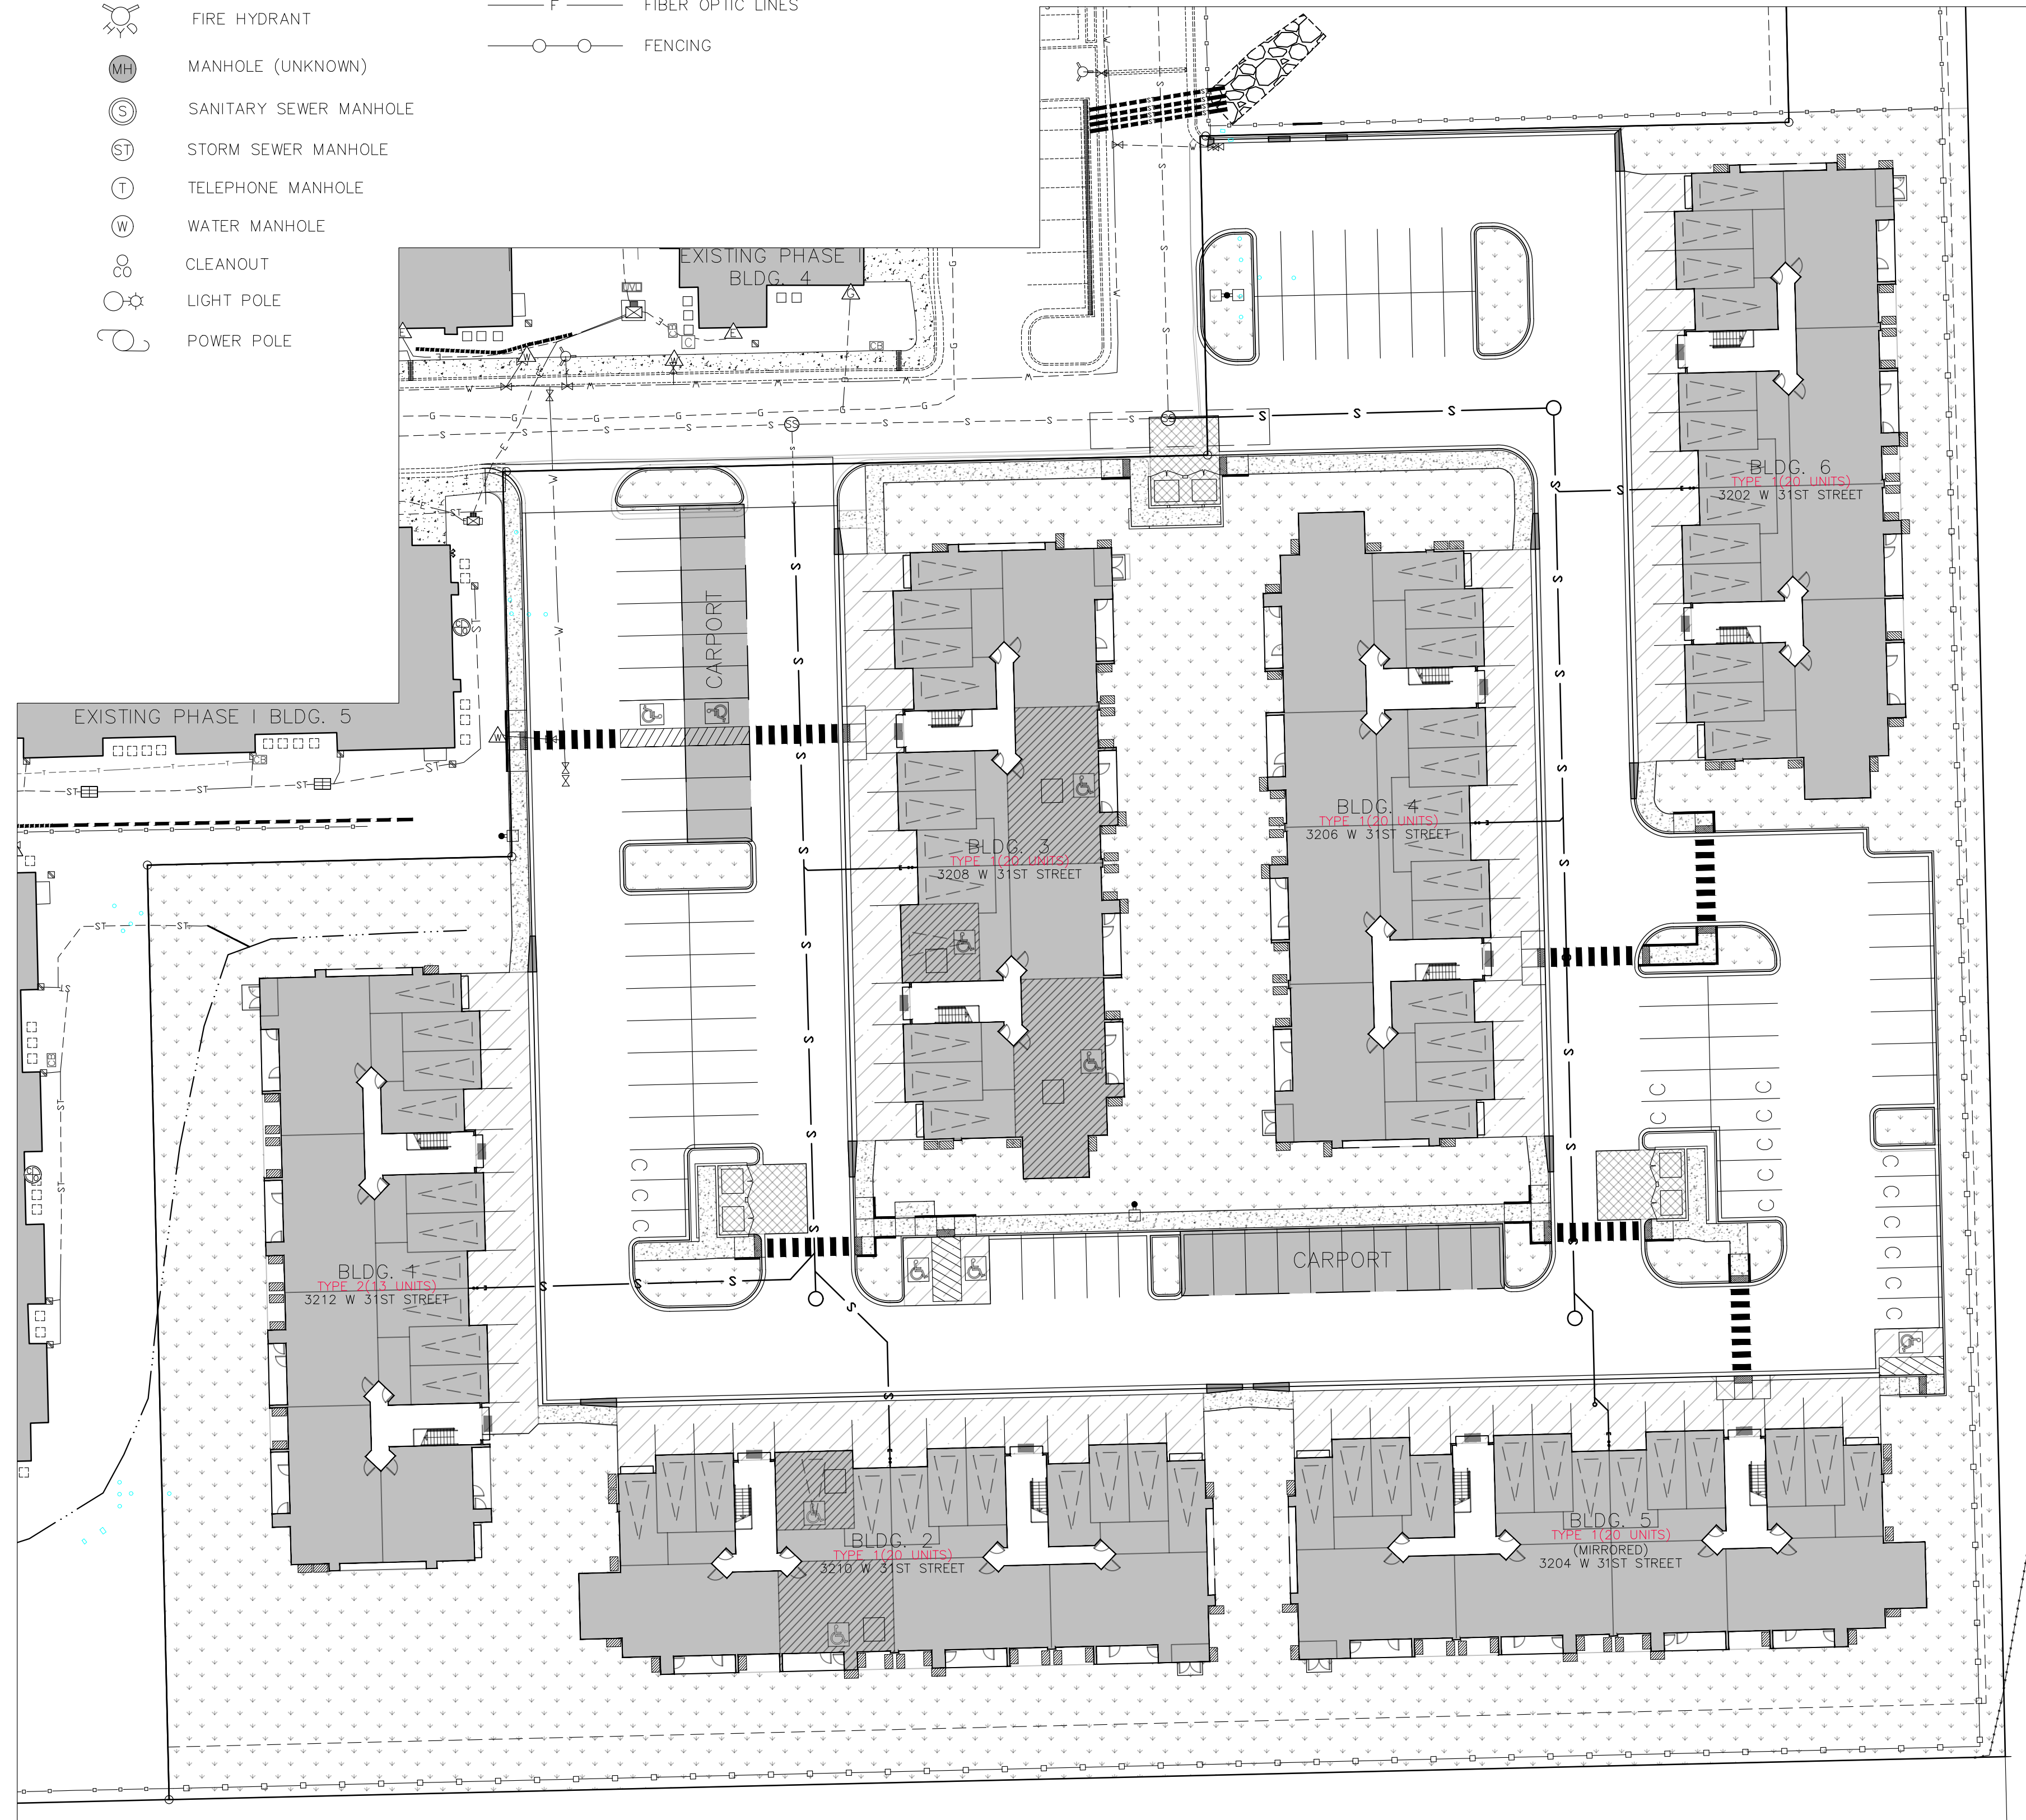 FIRE HYDRANT
F FIBER OPTIC LINES
FENCING
MH MANHOLE (UNKNOWN)
S SANITARY SEWER MANHOLE
ST STORM SEWER MANHOLE
T TELEPHONE MANHOLE
W WATER MANHOLE
CO CLEANOUT
LIGHT POLE
POWER POLE
EXISTING PHASE I
BLDG. 4
EXISTING PHASE I BLDG. 5
CARPORT
BLDG. 6
TYPE 1(20 UNITS)
3202 W 31ST STREET
BLDG. 4
TYPE 1(20 UNITS)
3206 W 31ST STREET
BLDG. 3
TYPE 1(20 UNITS)
3208 W 31ST STREET
CARPORT
BLDG. 1
TYPE 2(13 UNITS)
3212 W 31ST STREET
BLDG. 2
TYPE 1(20 UNITS)
3210 W 31ST STREET
BLDG. 5
TYPE 1(20 UNITS)
(MIRRORED)
3204 W 31ST STREET